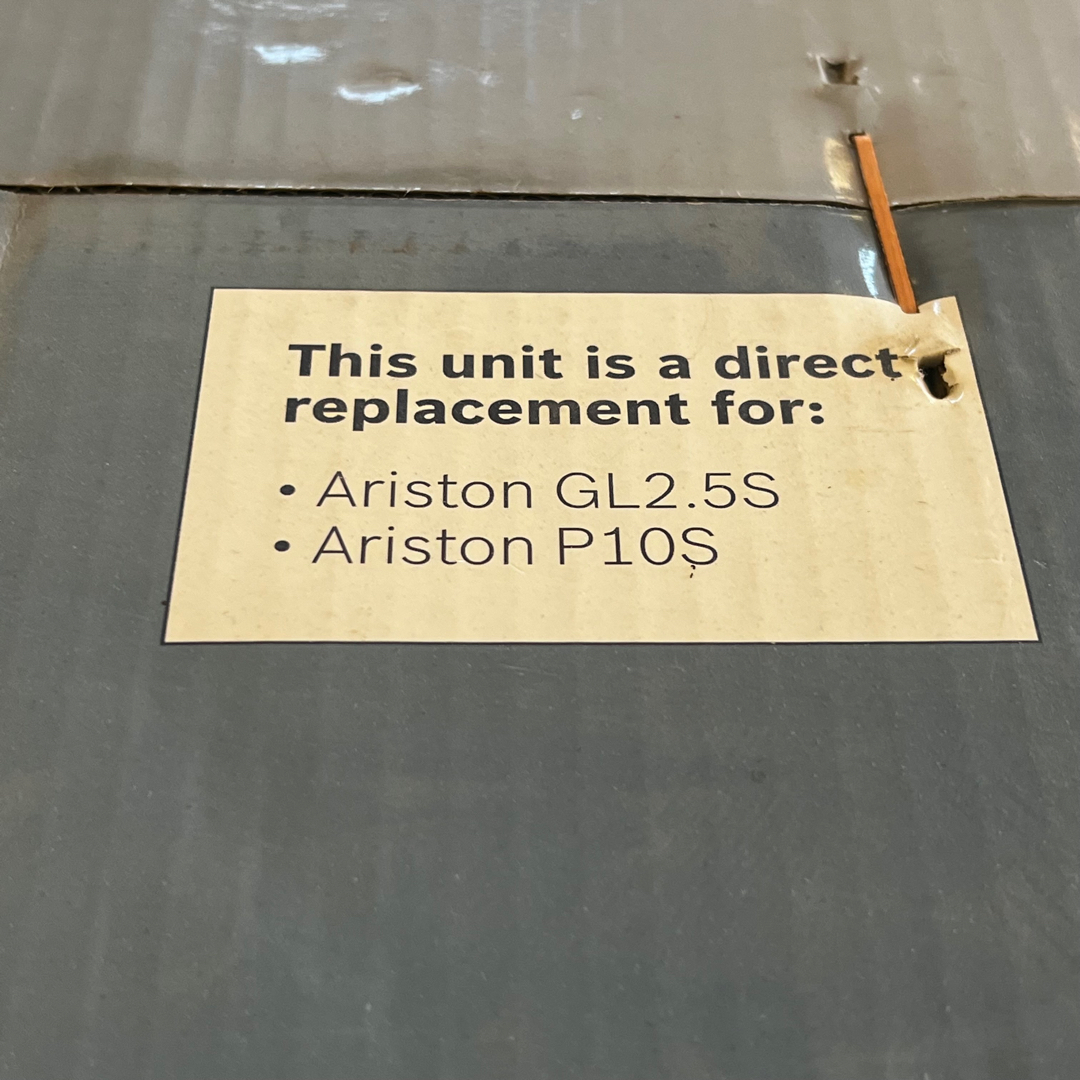 This unit is a direct
replacement for:
• Ariston GL2.5S
• Ariston P10S